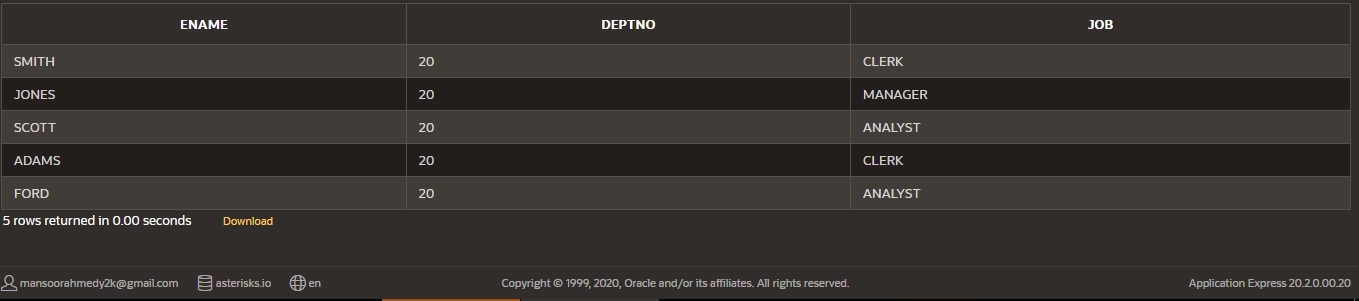 ENAME DEPTNO JOB
SMITH 20 CLERK
JONES 20 MANAGER
SCOTT 20 ANALYST
ADAMS 20 CLERK
FORD 20 ANALYST
5 rows returned in 0.00 seconds Download
mansoorahmedy2k@gmail.com asterisks.io en Copyright © 1999, 2020, Oracle and/or its affiliates. All rights reserved. Application Express 20.2.0.00.20